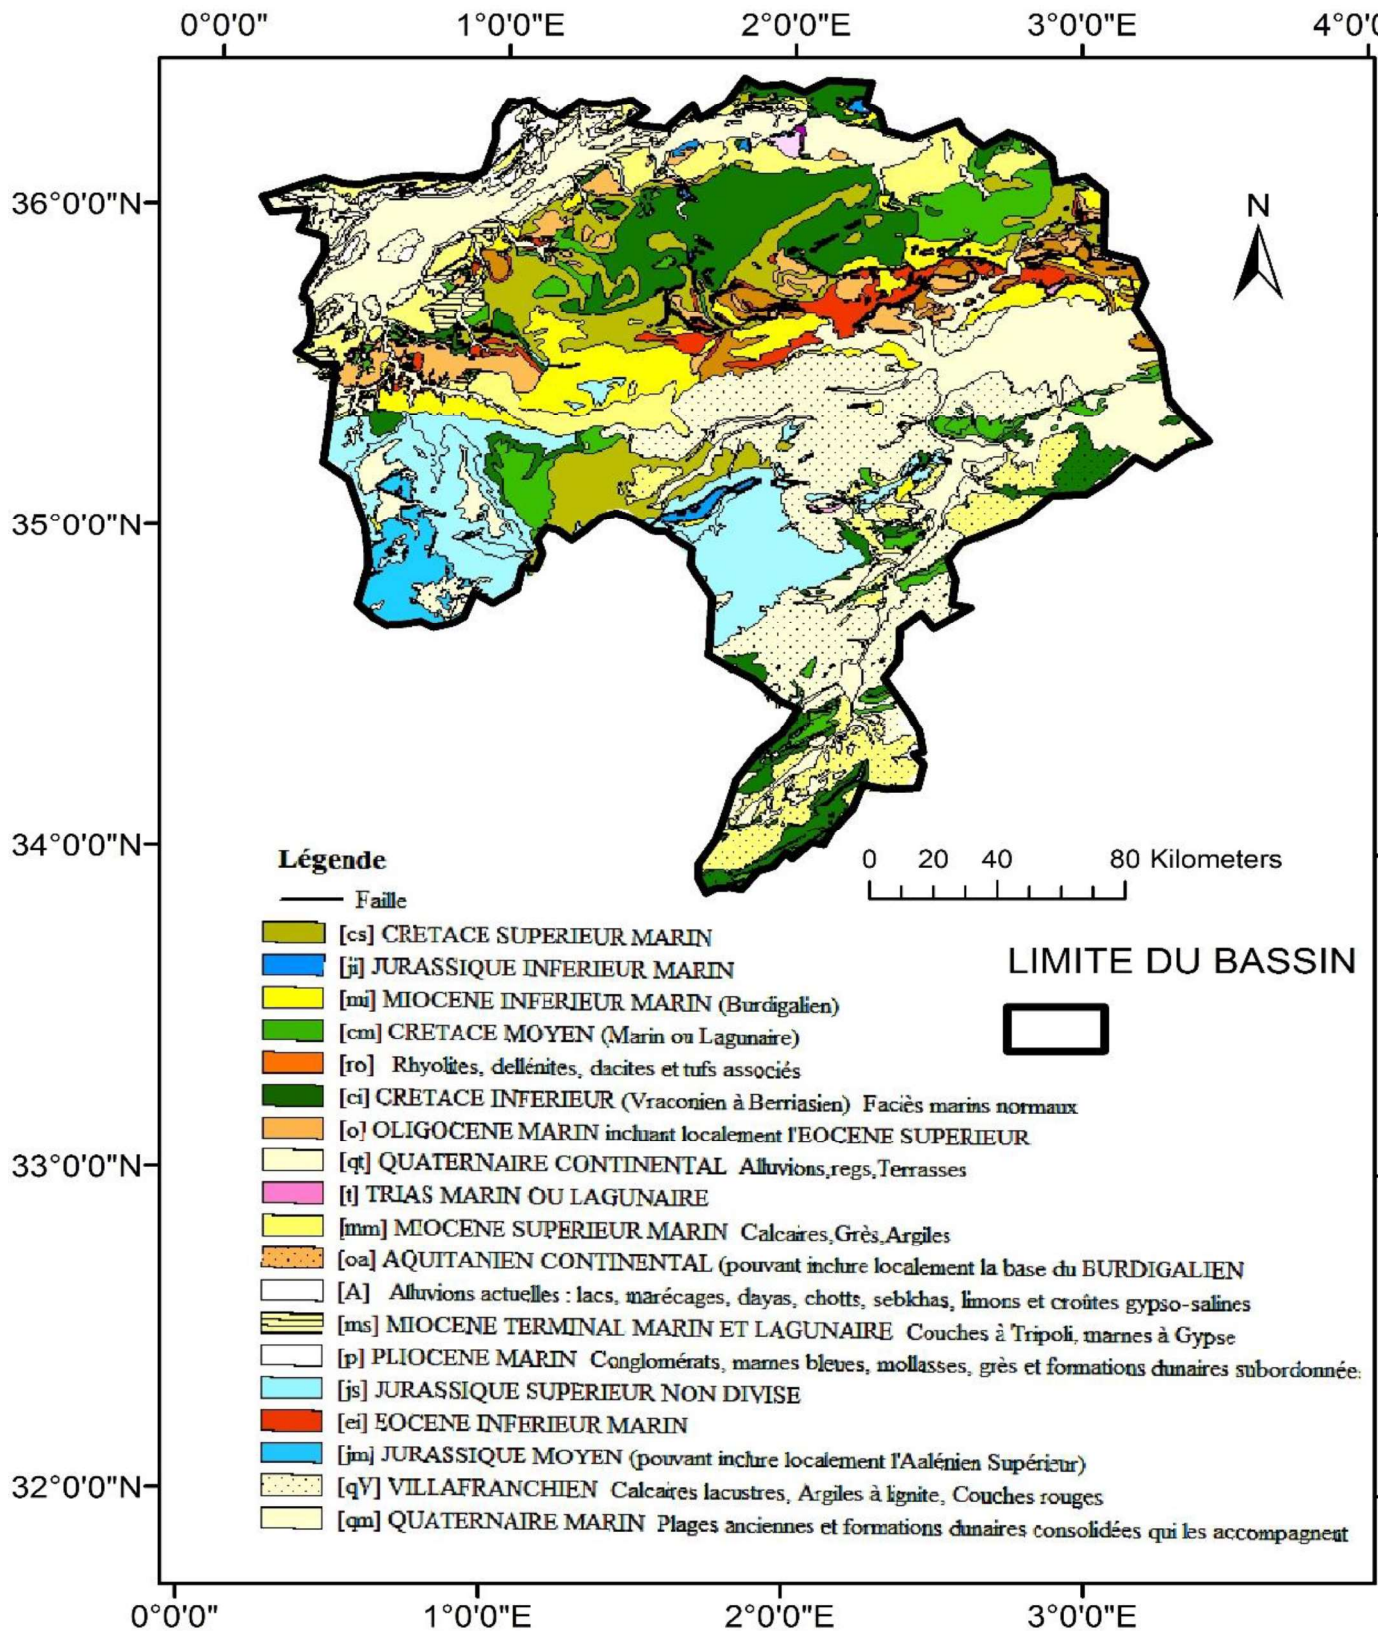 0°0'0"E 1°0'0"E 2°0'0"E 3°0'0"E 4°0'
36°0'0"N
N
35°0'0"N
34°0'0"N
0 20 40 80 Kilometers
Légende
Faille
[cs] CRETACE SUPERIEUR MARIN
[ji] JURASSIQUE INFERIEUR MARIN
LIMITE DU BASSIN
[mi] MIOCENE INFERIEUR MARIN (Burdigalien)
[cm] CRETACE MOYEN (Marin ou Lagunaire)
[ro] Rhyolites, dellénites, dacites et tufs associés
[ci] CRETACE INFERIEUR (Vraconien à Berriasien) Faciès marins normaux
[o] OLIGOCENE MARIN incluant localement l'EOCENE SUPERIEUR
33°0'0"N
[qt] QUATERNAIRE CONTINENTAL Alluvions,regs,Terrasses
[t] TRIAS MARIN OU LAGUNAIRE
[mm] MIOCENE SUPERIEUR MARIN Calcaires,Grès,Argiles
[oa] AQUITANIEN CONTINENTAL (pouvant inclure localement la base du BURDIGALIEN
[A] Alluvions actuelles : lacs, marécages, dayas, chotts, sebkhas, limons et croûtes gypso-salines
[ms] MIOCENE TERMINAL MARIN ET LAGUNAIRE Couches à Tripoli, marnes à Gypse
[p] PLIOCENE MARIN Conglomérats, marnes bleues, mollasses, grès et formations dunaires subordonnée:
[js] JURASSIQUE SUPERIEUR NON DIVISE
[ei] EOCENE INFERIEUR MARIN
[jm] JURASSIQUE MOYEN (pouvant inclure localement l'Aalénien Supérieur)
32°0'0"N
[qV] VILLAFRANCHIEN Calcaires lacustres, Argiles à lignite, Couches rouges
[qm] QUATERNAIRE MARIN Plages anciennes et formations dunaires consolidées qui les accompagnent
0°0'0"E 1°0'0"E 2°0'0"E 3°0'0"E